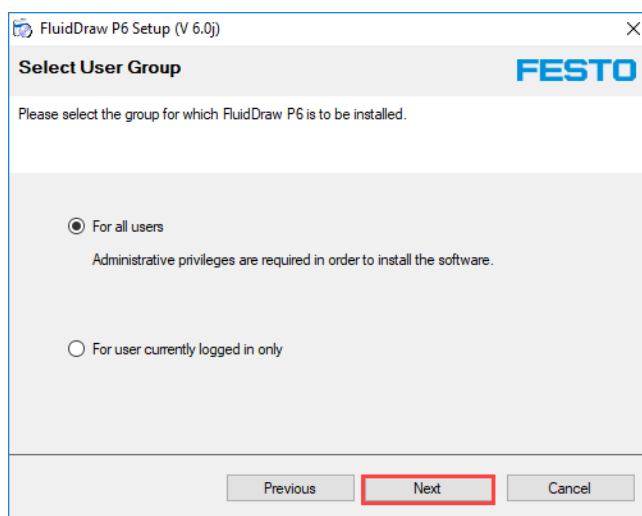 FluidDraw P6 Setup (V 6.0j)
Select User Group
FESTO
Please select the group for which FluidDraw P6 is to be installed.
For all users
Administrative privileges are required in order to install the software.
For user currently logged in only
Previous
Next
Cancel